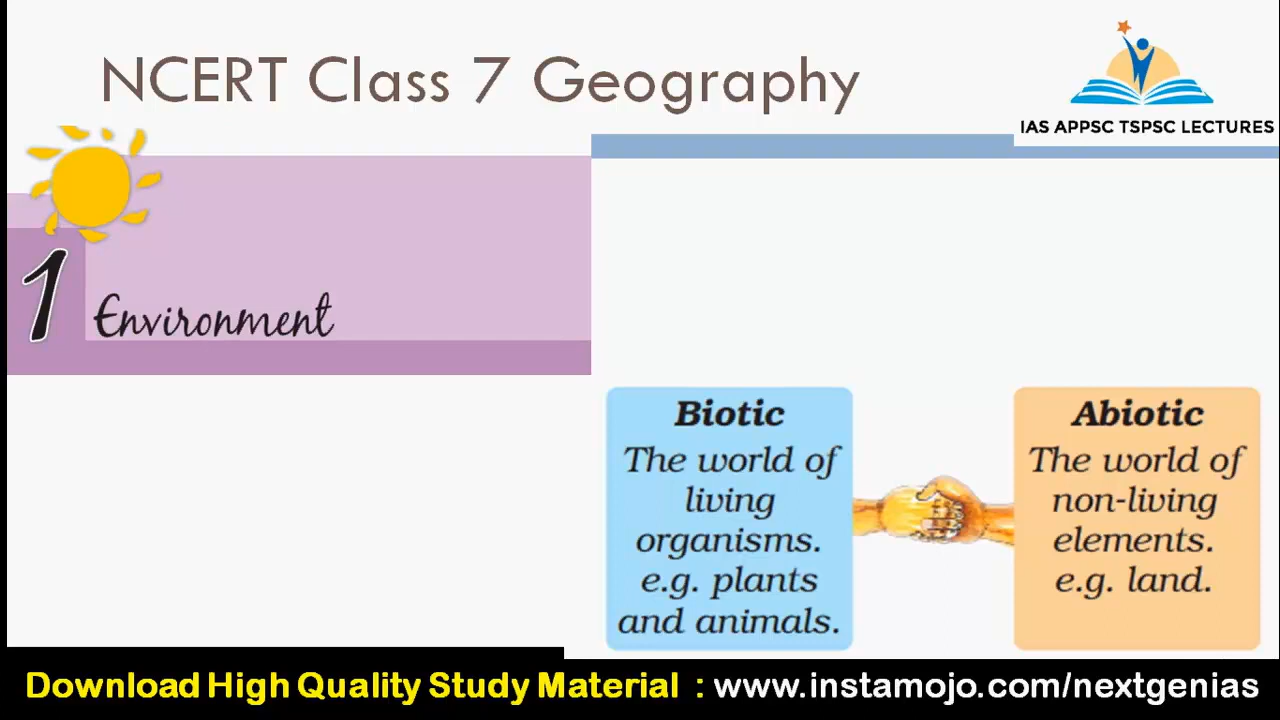 NCERT Class 7 Geography
IAS APPSC TSPSC LECTURES
1 Environment
Biotic
The world of
living
organisms.
e.g. plants
and animals.
Abiotic
The world of
non-living
elements.
e.g. land.
Download High Quality Study Material : www.instamojo.com/nextgenias